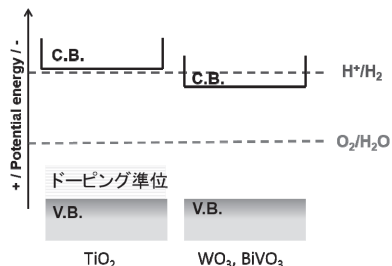 + / Potential energy / -
C.B.
C.B.
H⁺/H₂
O₂/H₂O
ドーピング準位
V.B.
V.B.
TiO₂
WO₃, BiVO₃